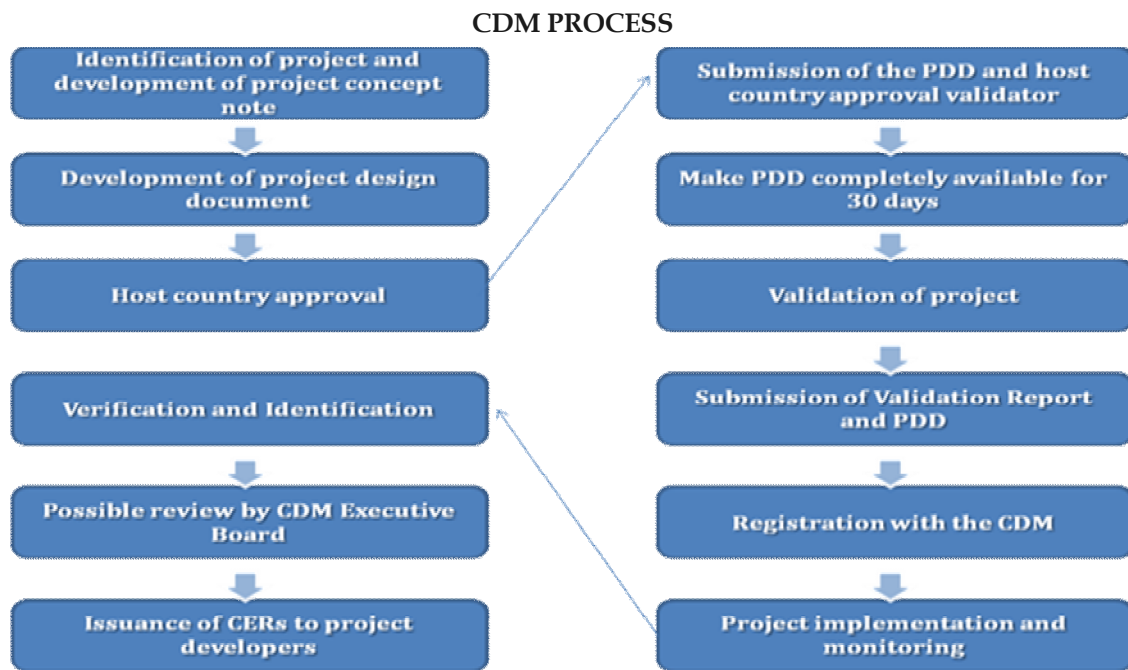 CDM PROCESS
Identification of project and
development of project concept
note
Development of project design
document
Host country approval
Submission of the PDD and host
country approval validator
Make PDD completely available for
30 days
Validation of project
Submission of Validation Report
and PDD
Registration with the CDM
Project implementation and
monitoring
Verification and Identification
Possible review by CDM Executive
Board
Issuance of CERs to project
developers